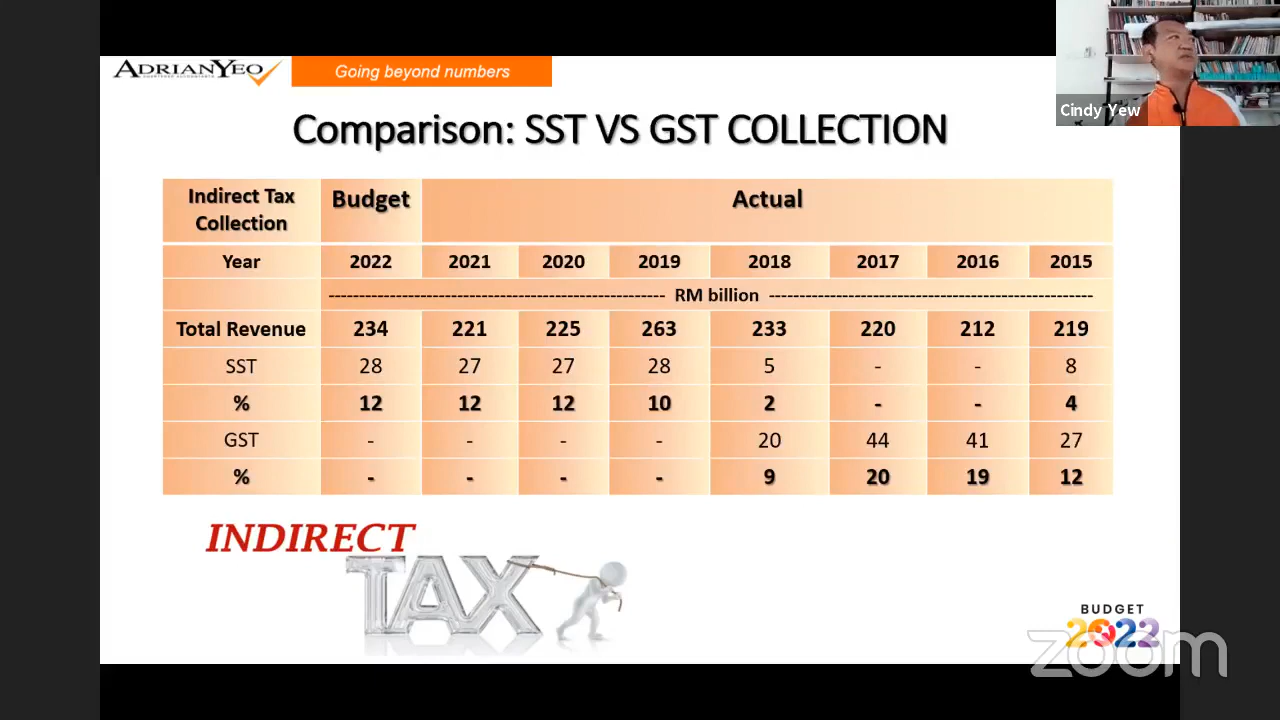 ADRIANYEO
CHARTERED ACCOUNTANTS
Going beyond numbers
Cindy Yew
Comparison: SST VS GST COLLECTION
Indirect Tax Collection Budget Actual
Year 2022 2021 2020 2019 2018 2017 2016 2015
RM billion
Total Revenue 234 221 225 263 233 220 212 219
SST 28 27 27 28 5 - - 8
% 12 12 12 10 2 - - 4
GST - - - - 20 44 41 27
% - - - - 9 20 19 12
INDIRECT
TAX
BUDGET
2023
zoom